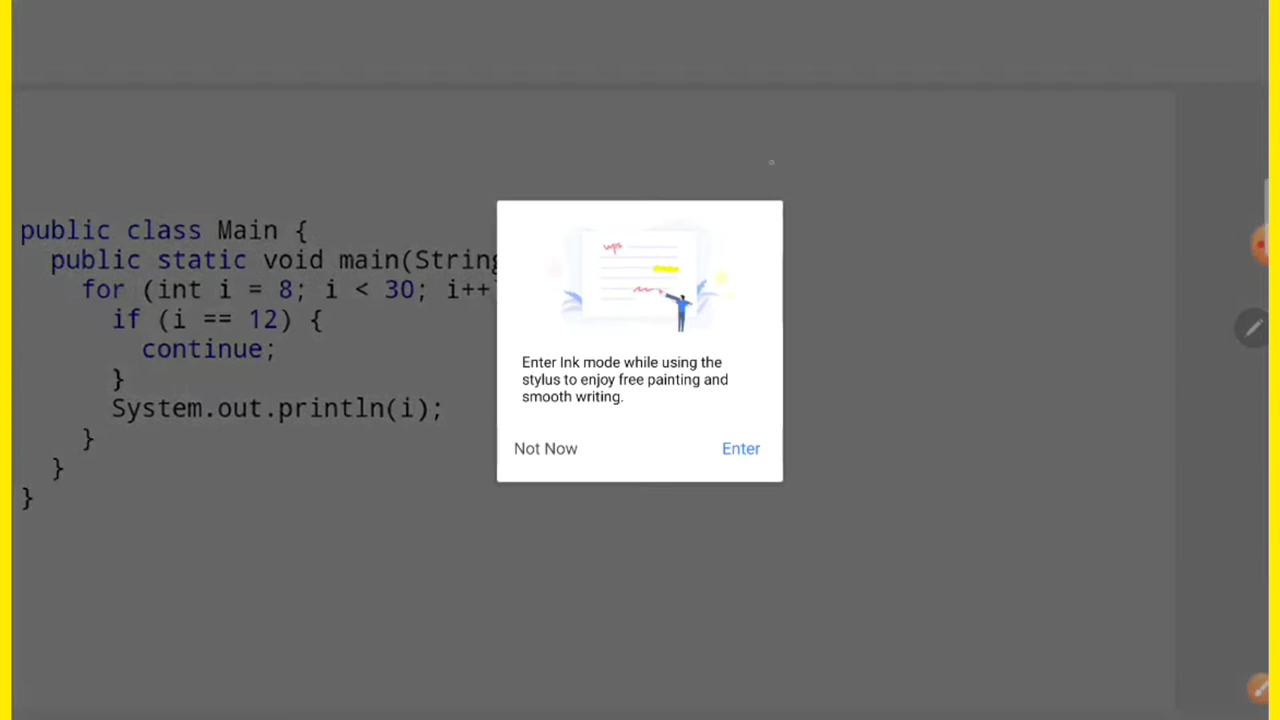 public class Main {
public static void main(String
for (int i = 8; i < 30; i++
if (i == 12) {
continue;
}
System.out.println(i);
}
}
}
wps
Enter Ink mode while using the
stylus to enjoy free painting and
smooth writing.
Not Now
Enter